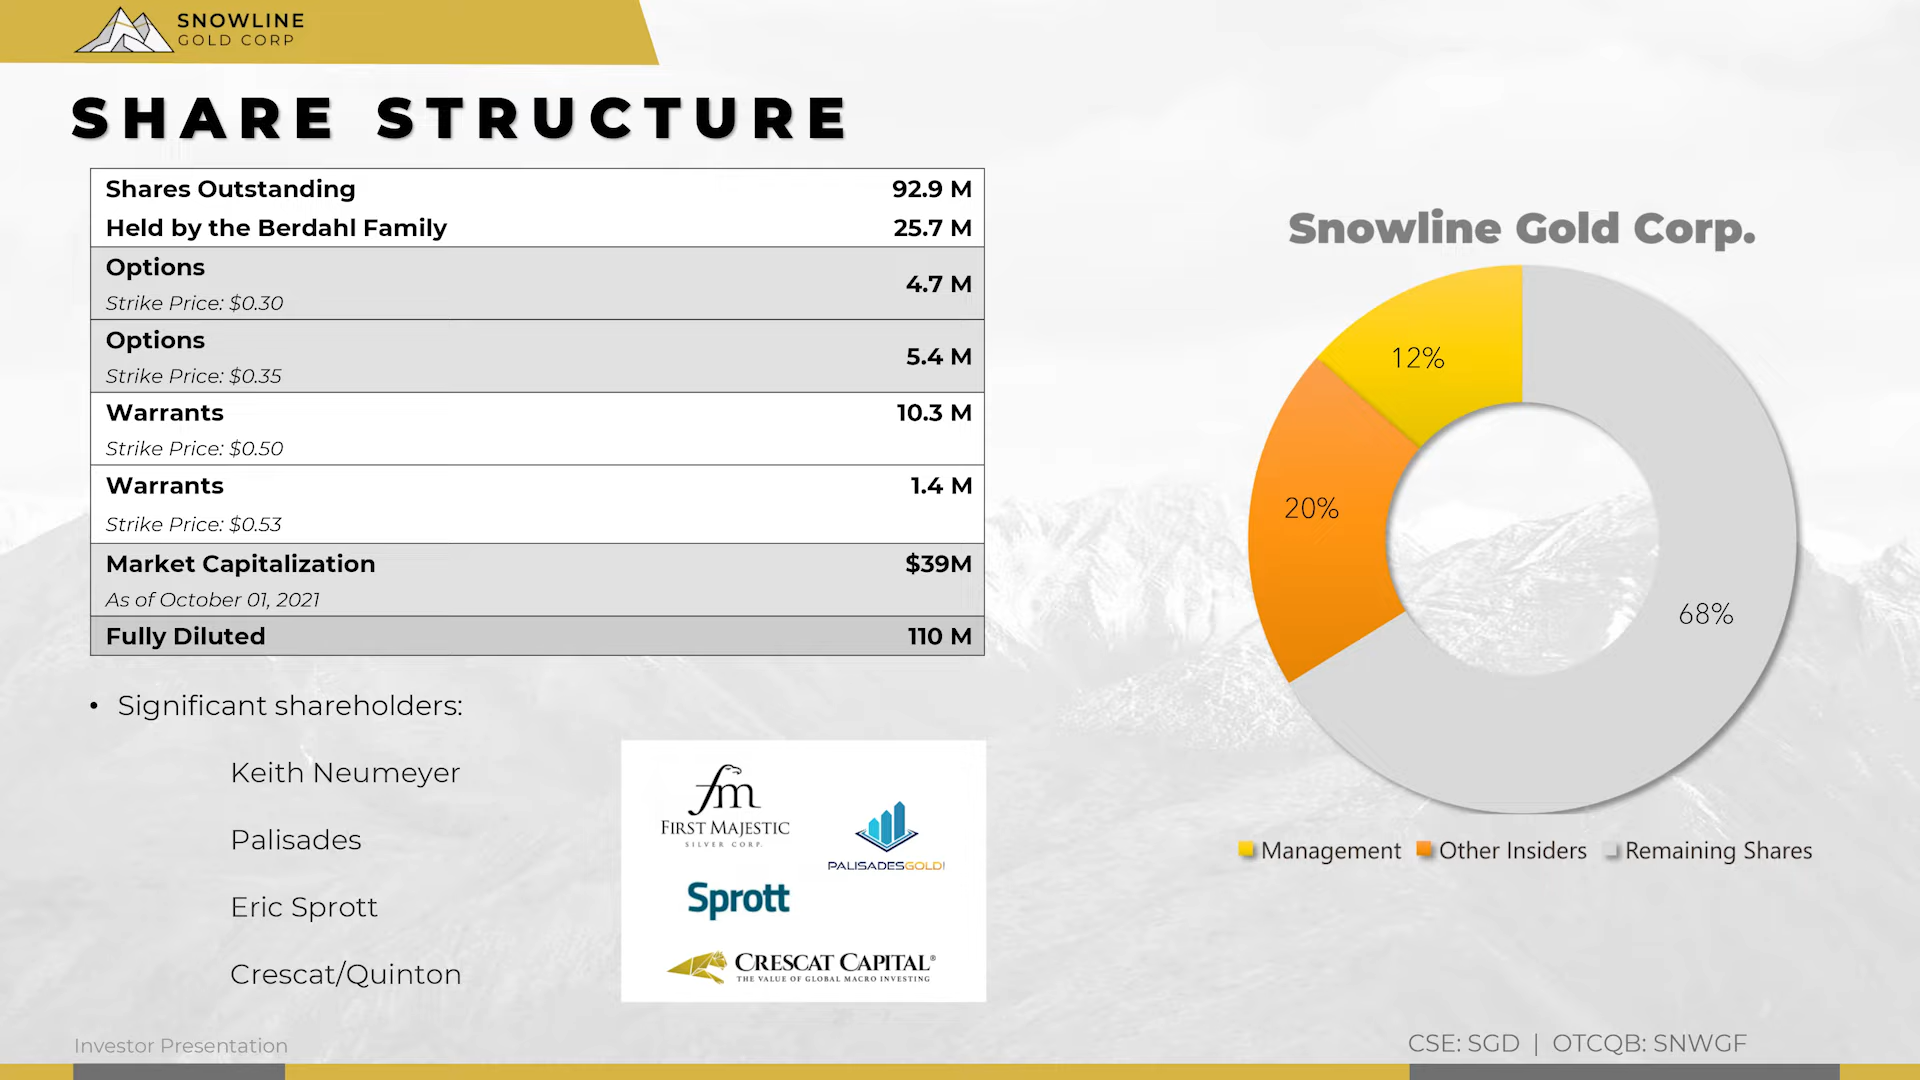 SNOWLINE
GOLD CORP
SHARE STRUCTURE
Shares Outstanding 92.9 M
Held by the Berdahl Family 25.7 M
Options 4.7 M
Strike Price: $0.30
Options 5.4 M
Strike Price: $0.35
Warrants 10.3 M
Strike Price: $0.50
Warrants 1.4 M
Strike Price: $0.53
Market Capitalization $39M
As of October 01, 2021
Fully Diluted 110 M
• Significant shareholders:
Keith Neumeyer
Palisades
Eric Sprott
Crescat/Quinton
fm
FIRST MAJESTIC
SILVER CORP.
PALISADESGOLD!
Sprott
CRESCAT CAPITAL®
THE VALUE OF GLOBAL MACRO INVESTING
Snowline Gold Corp.
12%
20%
68%
Management Other Insiders Remaining Shares
Investor Presentation
CSE: SGD | OTCQB: SNWGF